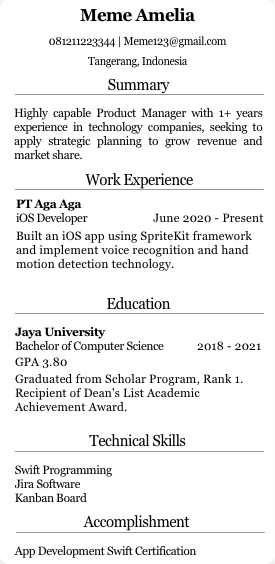 Meme Amelia
081211223344 | Meme123@gmail.com
Tangerang, Indonesia
Summary
Highly capable Product Manager with 1+ years
experience in technology companies, seeking to
apply strategic planning to grow revenue and
market share.
Work Experience
PT Aga Aga
iOS Developer June 2020 - Present
Built an iOS app using SpriteKit framework
and implement voice recognition and hand
motion detection technology.
Education
Jaya University
Bachelor of Computer Science 2018 - 2021
GPA 3.80
Graduated from Scholar Program, Rank 1.
Recipient of Dean's List Academic
Achievement Award.
Technical Skills
Swift Programming
Jira Software
Kanban Board
Accomplishment
App Development Swift Certification